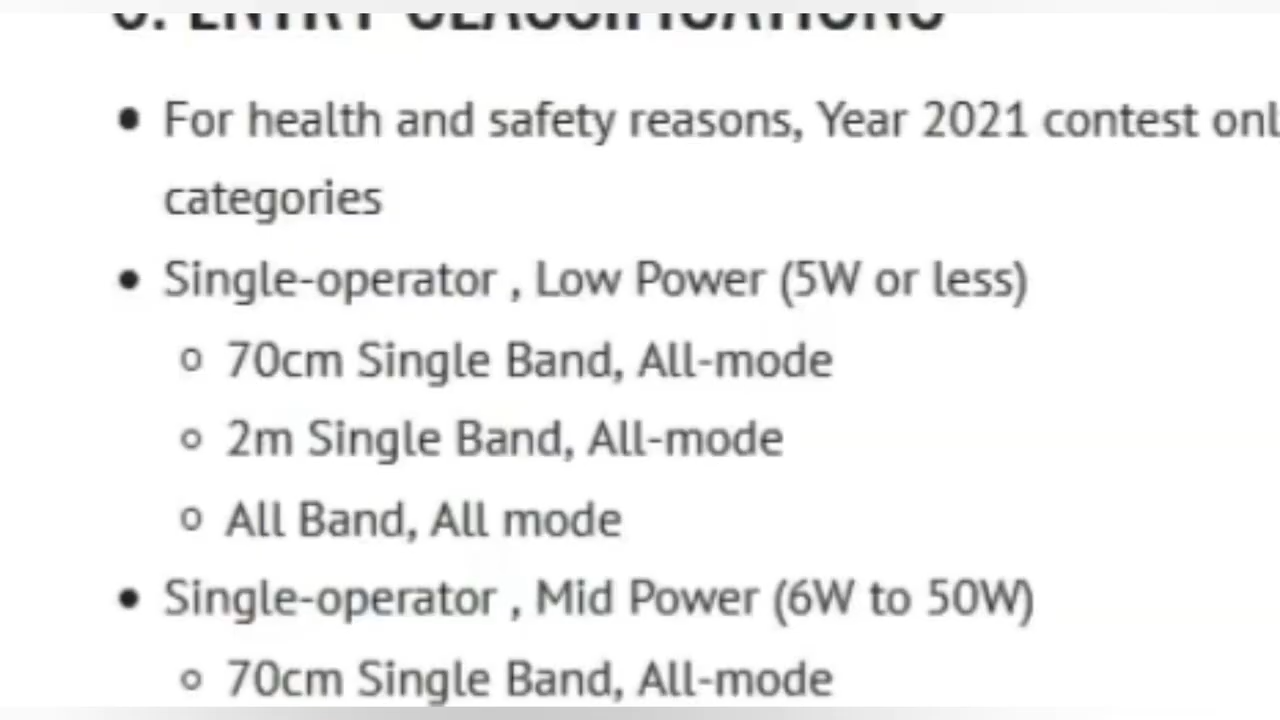 ENTRY CLASSIFICATIONS
• For health and safety reasons, Year 2021 contest
categories
• Single-operator , Low Power (5W or less)
o 70cm Single Band, All-mode
o 2m Single Band, All-mode
o All Band, All mode
• Single-operator , Mid Power (6W to 50W)
o 70cm Single Band, All-mode